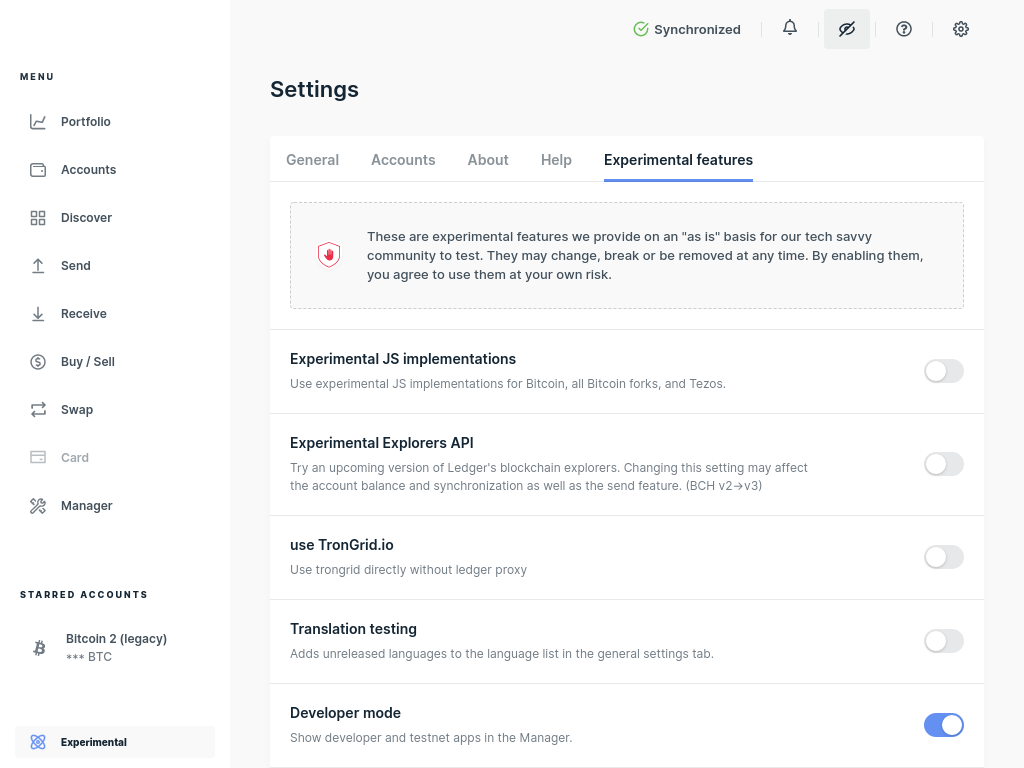 Synchronized
MENU
Portfolio
Accounts
Discover
Send
Receive
Buy / Sell
Swap
Card
Manager
STARRED ACCOUNTS
Bitcoin 2 (legacy)
*** BTC
Experimental
Settings
General
Accounts
About
Help
Experimental features
These are experimental features we provide on an "as is" basis for our tech savvy
community to test. They may change, break or be removed at any time. By enabling them,
you agree to use them at your own risk.
Experimental JS implementations
Use experimental JS implementations for Bitcoin, all Bitcoin forks, and Tezos.
Experimental Explorers API
Try an upcoming version of Ledger's blockchain explorers. Changing this setting may affect
the account balance and synchronization as well as the send feature. (BCH v2->v3)
use TronGrid.io
Use trongrid directly without ledger proxy
Translation testing
Adds unreleased languages to the language list in the general settings tab.
Developer mode
Show developer and testnet apps in the Manager.